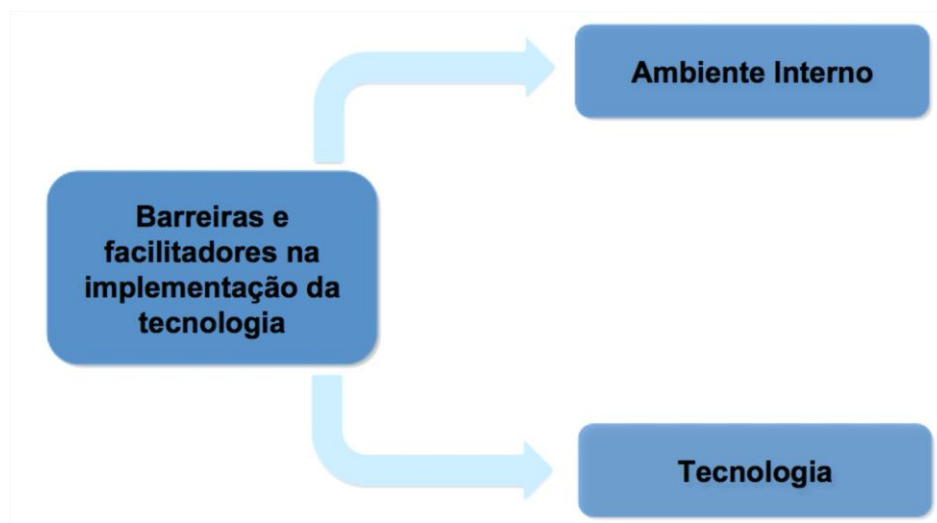 Ambiente Interno
Barreiras e
facilitadores na
implementação da
tecnologia
Tecnologia